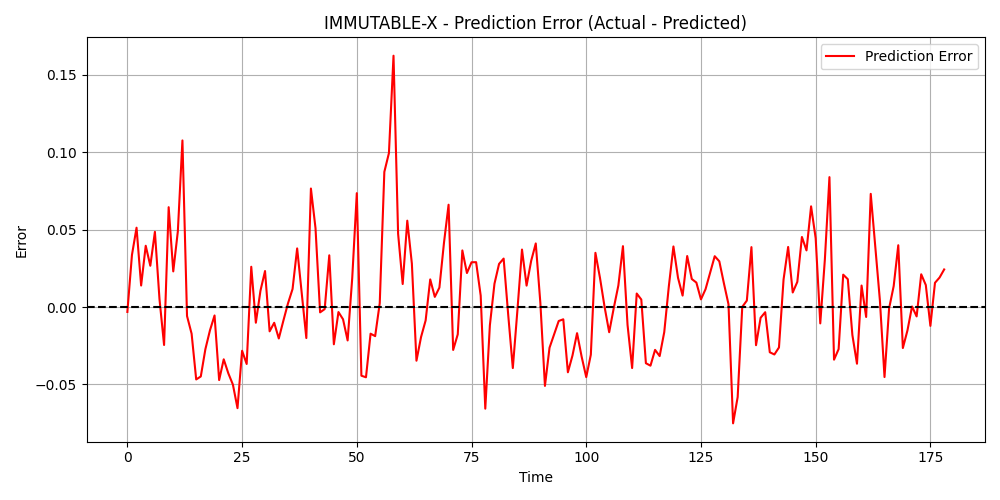 IMMUTABLE-X - Prediction Error (Actual - Predicted)
Prediction Error
0.15
0.10
0.05
0.00
−0.05
Error
0 25 50 75 100 125 150 175
Time